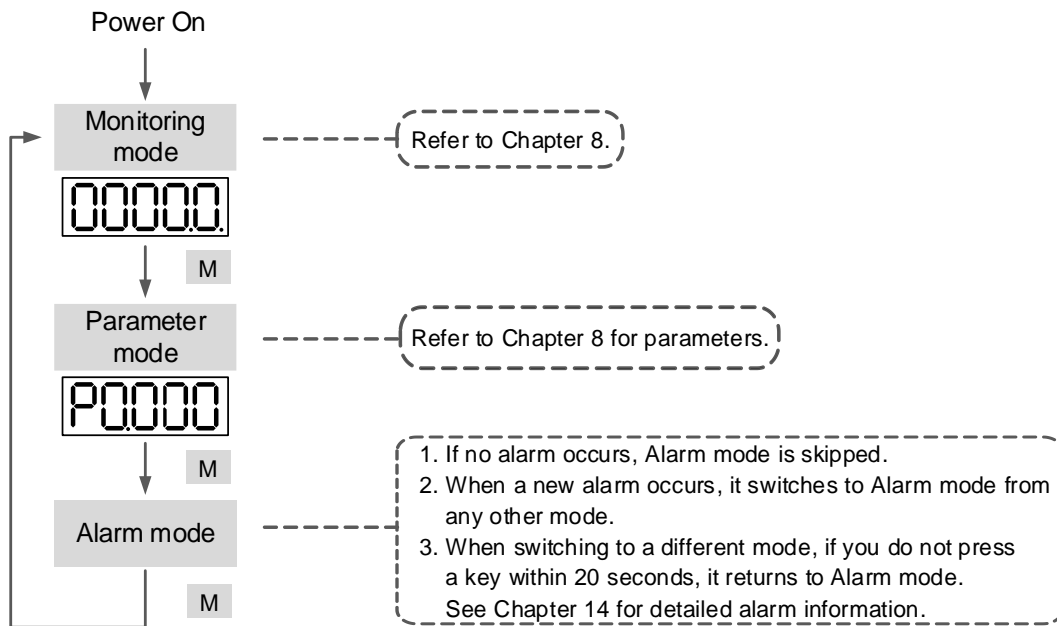 Power On
Monitoring
mode
Refer to Chapter 8.
0000.0.
M
Parameter
mode
Refer to Chapter 8 for parameters.
P0.000
M
Alarm mode
1. If no alarm occurs, Alarm mode is skipped.
2. When a new alarm occurs, it switches to Alarm mode from
any other mode.
3. When switching to a different mode, if you do not press
a key within 20 seconds, it returns to Alarm mode.
See Chapter 14 for detailed alarm information.
M